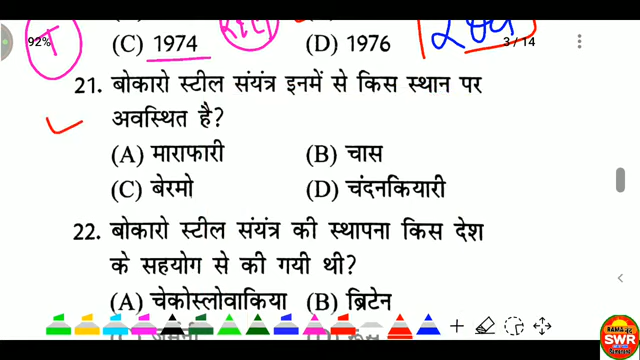 92%
3/14
(C) 1974 (D) 1976
21. बोकारो स्टील संयंत्र इनमें से किस स्थान पर
अवस्थित है?
(A) माराफारी (B) चास
(C) बेरमो (D) चंदनकियारी
22. बोकारो स्टील संयंत्र की स्थापना किस देश
के सहयोग से की गयी थी?
(A) चेकोस्लोवाकिया (B) ब्रिटेन
SWR